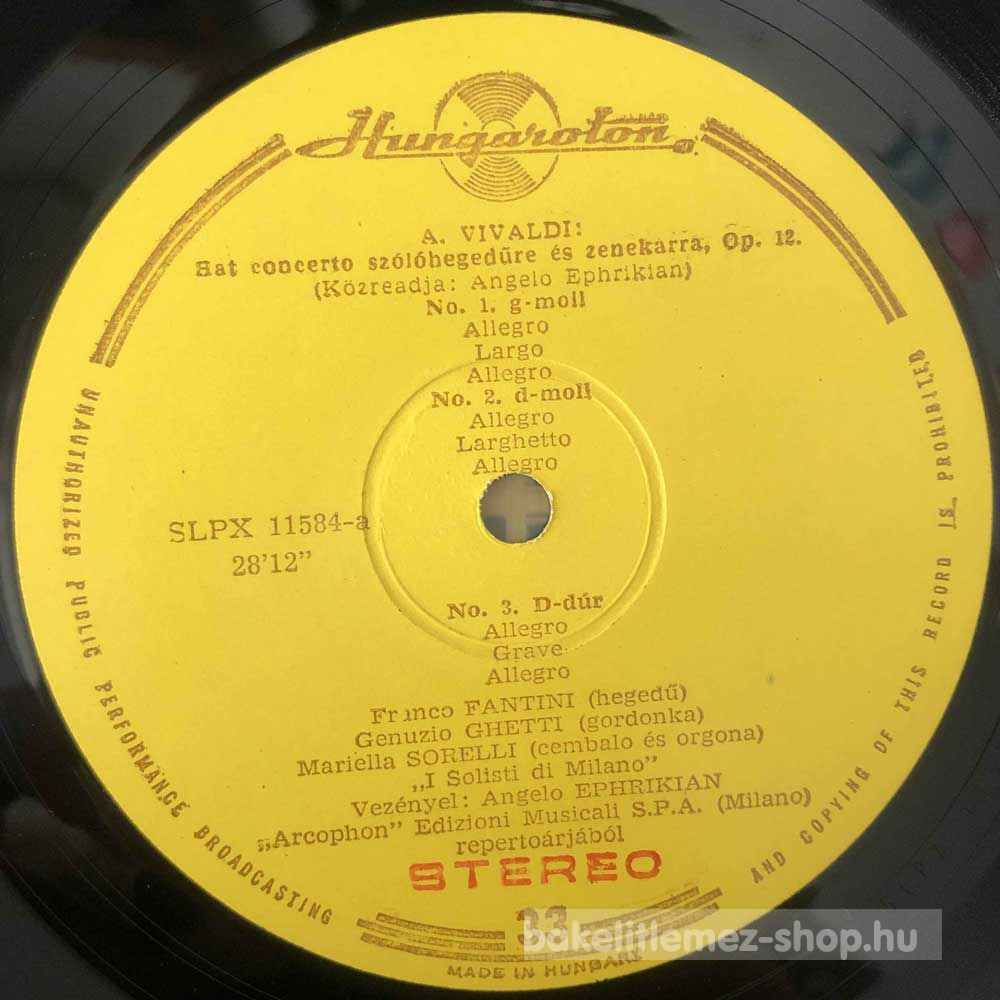 Hungaroton
A. VIVALDI:
Hat concerto szólóhegedűre és zenekarra, Op. 12.
(Közreadja: Angelo Ephrikian)
No. 1. g-moll
Allegro
Largo
Allegro
No. 2. d-moll
Allegro
Larghetto
Allegro
SLPX 11584-a
28'12”
No. 3. D-dúr
Allegro
Grave
Allegro
Franco FANTINI (hegedű)
Genuzio GHETTI (gordonka)
Mariella SORELLI (cembalo és orgona)
„I Solisti di Milano”
Vezényel: Angelo EPHRIKIAN
„Arcophon” Edizioni Musicali S.P.A. (Milano)
repertoárjából
STEREO
33
MADE IN HUNGARY
UNAUTHORIZED PUBLIC PERFORMANCE BROADCASTING
AND COPYING OF THIS RECORD IS PROHIBITED
bakelitlemez-shop.hu